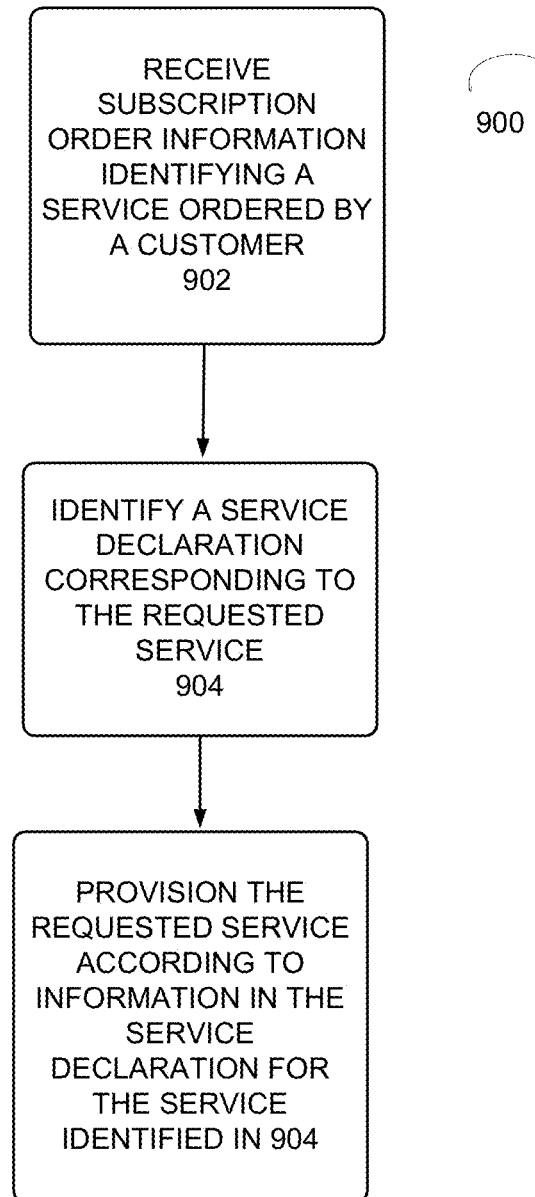 RECEIVE
SUBSCRIPTION
ORDER INFORMATION
IDENTIFYING A
SERVICE ORDERED BY
A CUSTOMER
902
900
IDENTIFY A SERVICE
DECLARATION
CORRESPONDING TO
THE REQUESTED
SERVICE
904
PROVISION THE
REQUESTED SERVICE
ACCORDING TO
INFORMATION IN THE
SERVICE
DECLARATION FOR
THE SERVICE
IDENTIFIED IN 904